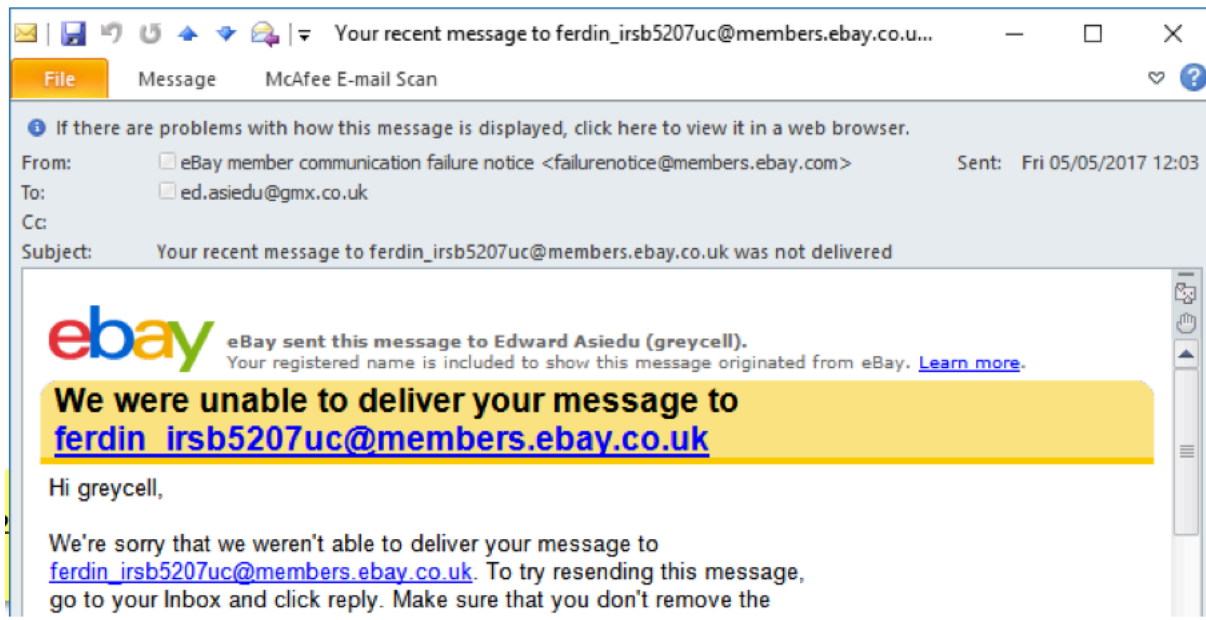 Your recent message to ferdin_irsb5207uc@members.ebay.co.u...
File Message McAfee E-mail Scan
If there are problems with how this message is displayed, click here to view it in a web browser.
From: eBay member communication failure notice <failurenotice@members.ebay.com> Sent: Fri 05/05/2017 12:03
To: ed.asiedu@gmx.co.uk
Cc:
Subject: Your recent message to ferdin_irsb5207uc@members.ebay.co.uk was not delivered
ebay
eBay sent this message to Edward Asiedu (greycell).
Your registered name is included to show this message originated from eBay. Learn more.
We were unable to deliver your message to
ferdin_irsb5207uc@members.ebay.co.uk
Hi greycell,
We're sorry that we weren't able to deliver your message to
ferdin_irsb5207uc@members.ebay.co.uk. To try resending this message,
go to your Inbox and click reply. Make sure that you don't remove the